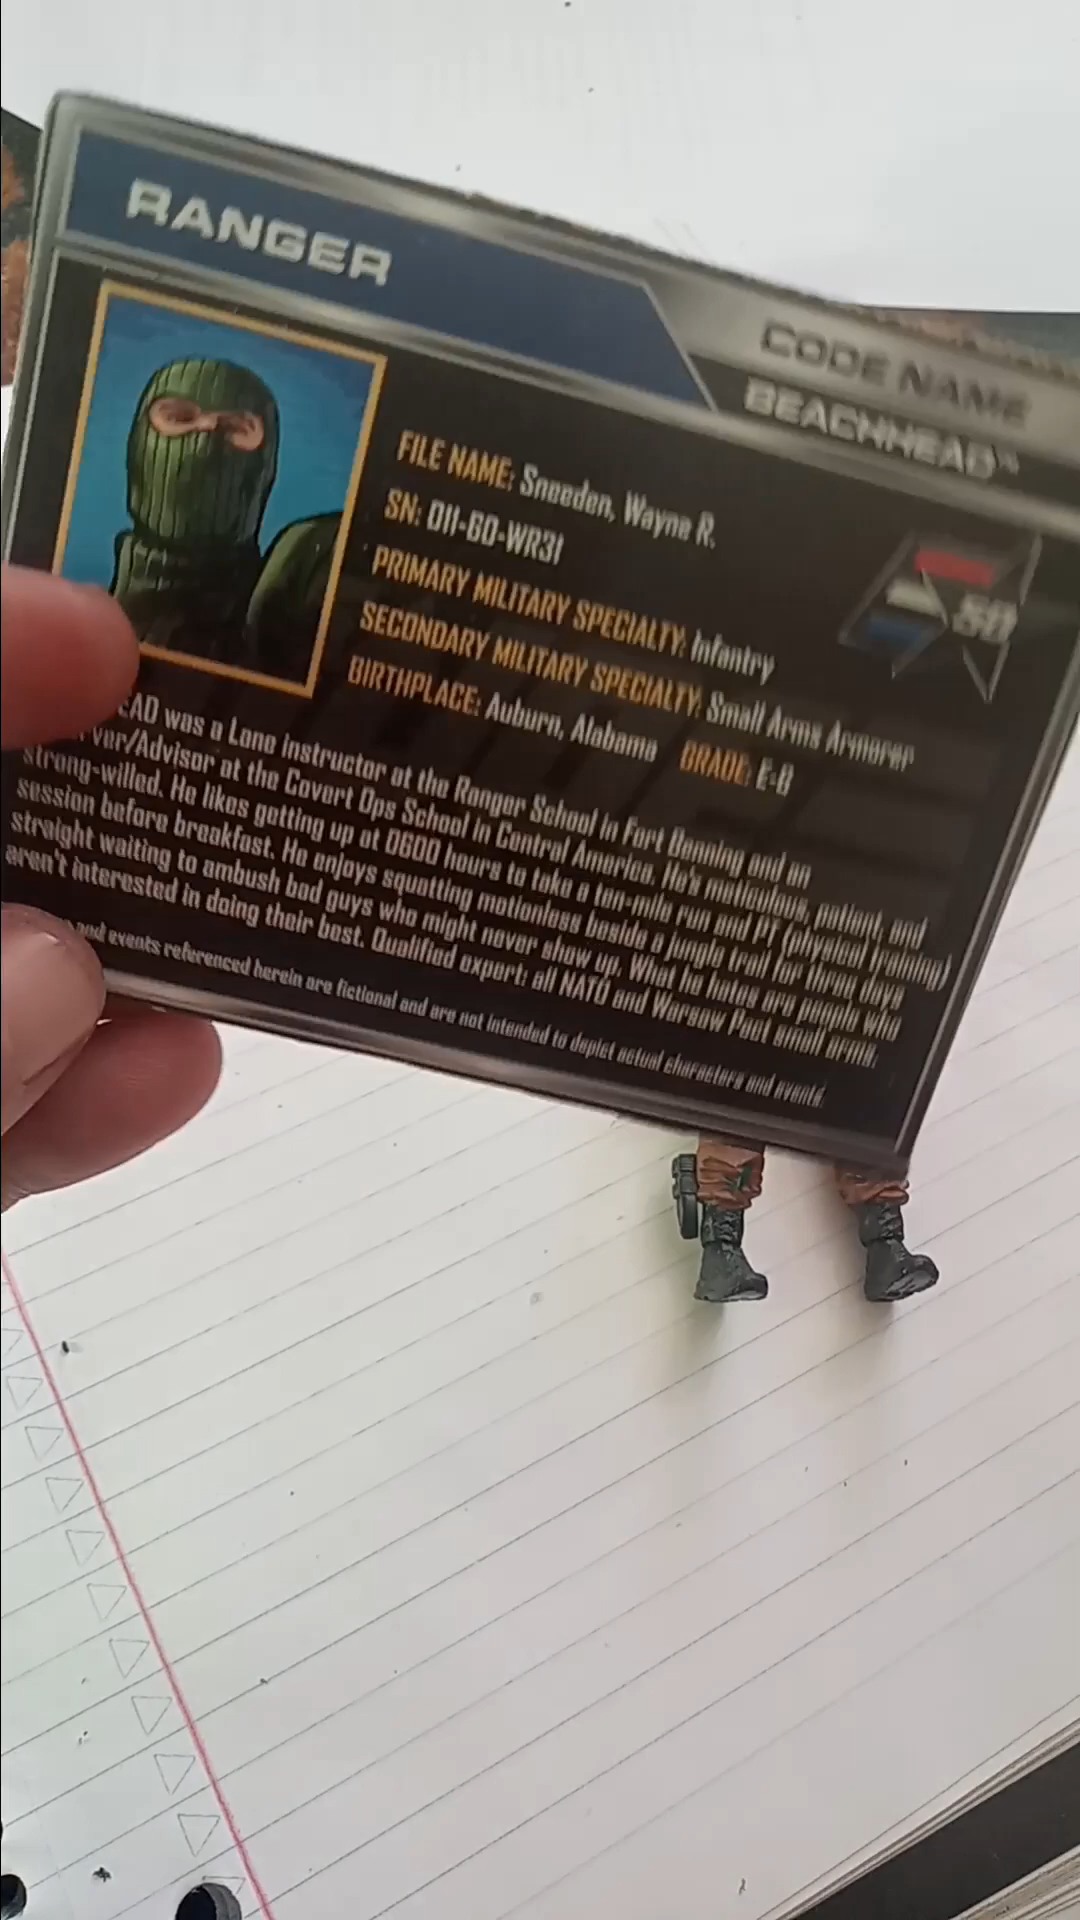 RANGER
CODE NAME
BEACHHEAD™
FILE NAME: Sneeden, Wayne R.
SN: 011-60-WR31
PRIMARY MILITARY SPECIALTY: Infantry
SECONDARY MILITARY SPECIALTY: Small Arms Armorer
BIRTHPLACE: Auburn, Alabama GRADE: E-8
50
EAD was a Lane Instructor at the Ranger School in Fort Benning and an
ver/Advisor at the Covert Ops School in Central America. He's meticulous, patient, and
strong-willed. He likes getting up at 0600 hours to take a ten-mile run and PT (physical training)
session before breakfast. He enjoys squatting motionless beside a jungle trail for three days
straight waiting to ambush bad guys who might never show up. What he hates are people who
aren't interested in doing their best. Qualified expert: all NATO and Warsaw Pact small arms.
and events referenced herein are fictional and are not intended to depict actual characters and events.